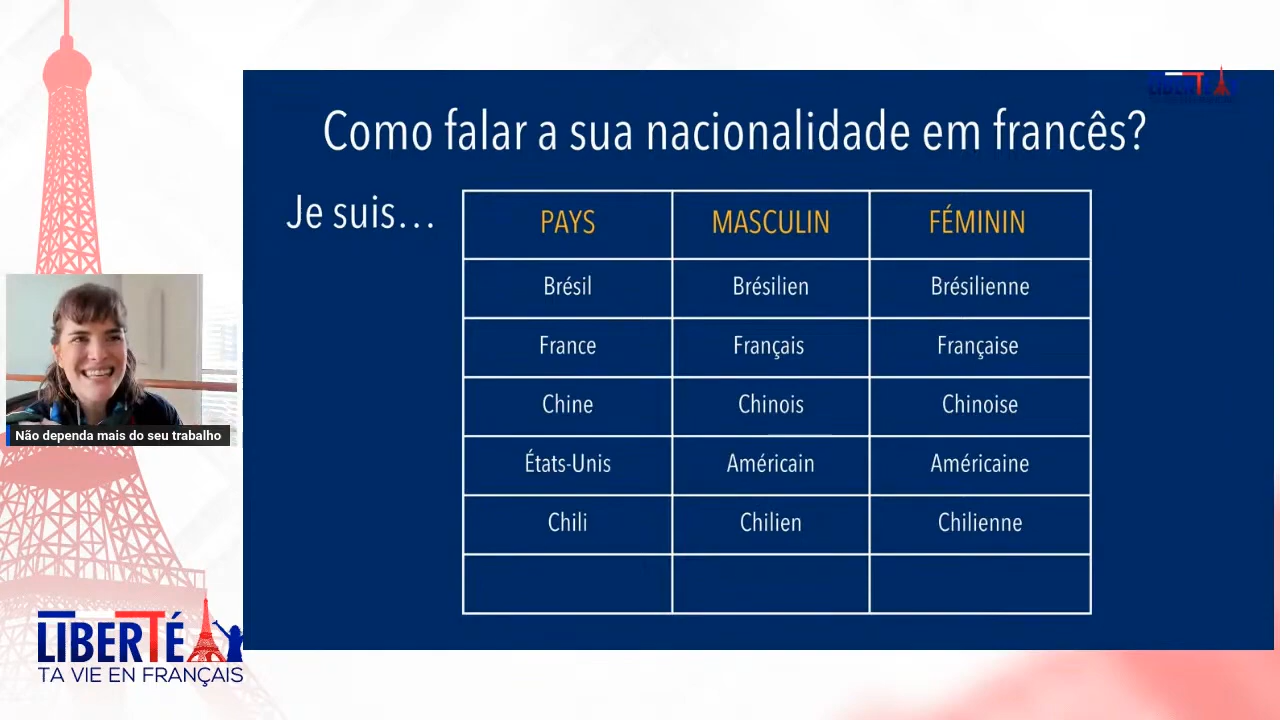 LIBERTÉ
Como falar a sua nacionalidade em francês?
Je suis...
PAYS MASCULIN FÉMININ
Brésil Brésilien Brésilienne
France Français Française
Chine Chinois Chinoise
États-Unis Américain Américaine
Chili Chilien Chilienne
Não dependa mais do seu trabalho
LIBERTÉ
TA VIE EN FRANÇAIS